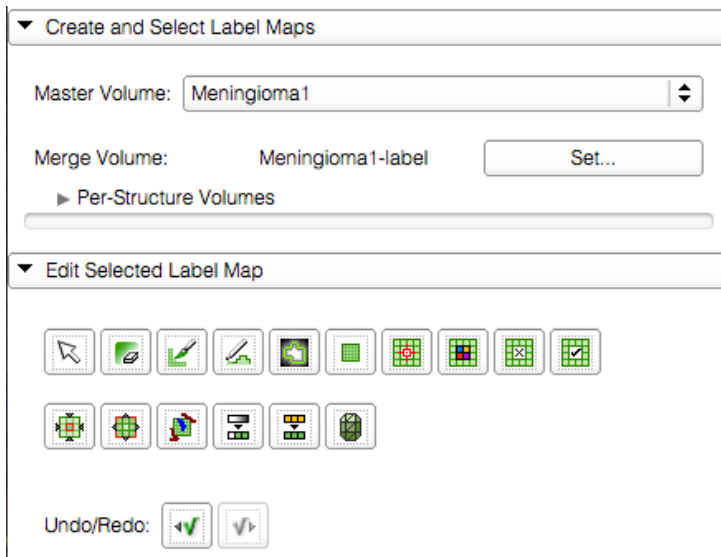 Create and Select Label Maps
Master Volume: Meningioma1
Merge Volume: Meningioma1-label Set...
Per-Structure Volumes
Edit Selected Label Map
Undo/Redo: